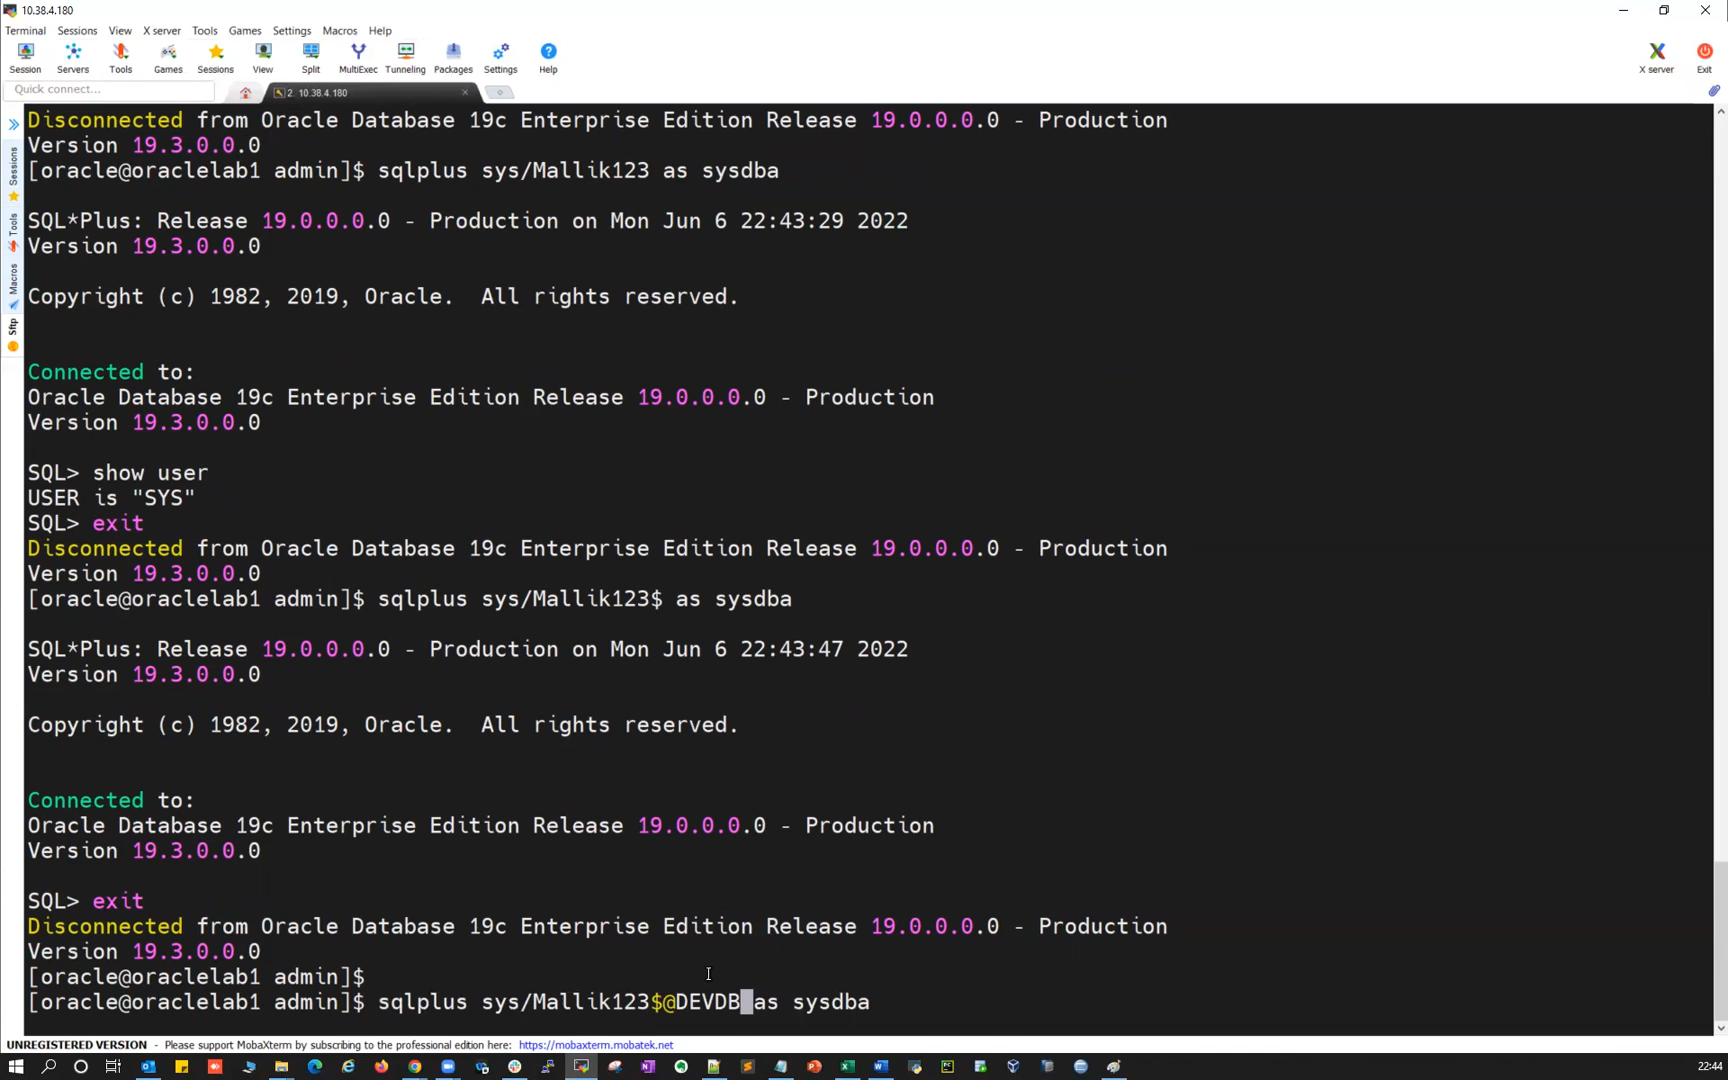 10.38.4.180
Terminal Sessions View X server Tools Games Settings Macros Help
Session Servers Tools Games Sessions View Split MultiExec Tunneling Packages Settings Help X server Exit
Quick connect...
2. 10.38.4.180
Sessions
Tools
Macros
Sftp
Disconnected from Oracle Database 19c Enterprise Edition Release 19.0.0.0.0 - Production
Version 19.3.0.0.0
[oracle@oraclelab1 admin]$ sqlplus sys/Mallik123 as sysdba
SQL*Plus: Release 19.0.0.0.0 - Production on Mon Jun 6 22:43:29 2022
Version 19.3.0.0.0
Copyright (c) 1982, 2019, Oracle.  All rights reserved.
Connected to:
Oracle Database 19c Enterprise Edition Release 19.0.0.0.0 - Production
Version 19.3.0.0.0
SQL> show user
USER is "SYS"
SQL> exit
Disconnected from Oracle Database 19c Enterprise Edition Release 19.0.0.0.0 - Production
Version 19.3.0.0.0
[oracle@oraclelab1 admin]$ sqlplus sys/Mallik123$ as sysdba
SQL*Plus: Release 19.0.0.0.0 - Production on Mon Jun 6 22:43:47 2022
Version 19.3.0.0.0
Copyright (c) 1982, 2019, Oracle.  All rights reserved.
Connected to:
Oracle Database 19c Enterprise Edition Release 19.0.0.0.0 - Production
Version 19.3.0.0.0
SQL> exit
Disconnected from Oracle Database 19c Enterprise Edition Release 19.0.0.0.0 - Production
Version 19.3.0.0.0
[oracle@oraclelab1 admin]$
[oracle@oraclelab1 admin]$ sqlplus sys/Mallik123$@DEVDB as sysdba
UNREGISTERED VERSION - Please support MobaXterm by subscribing to the professional edition here: https://mobaxterm.mobatek.net
22:44